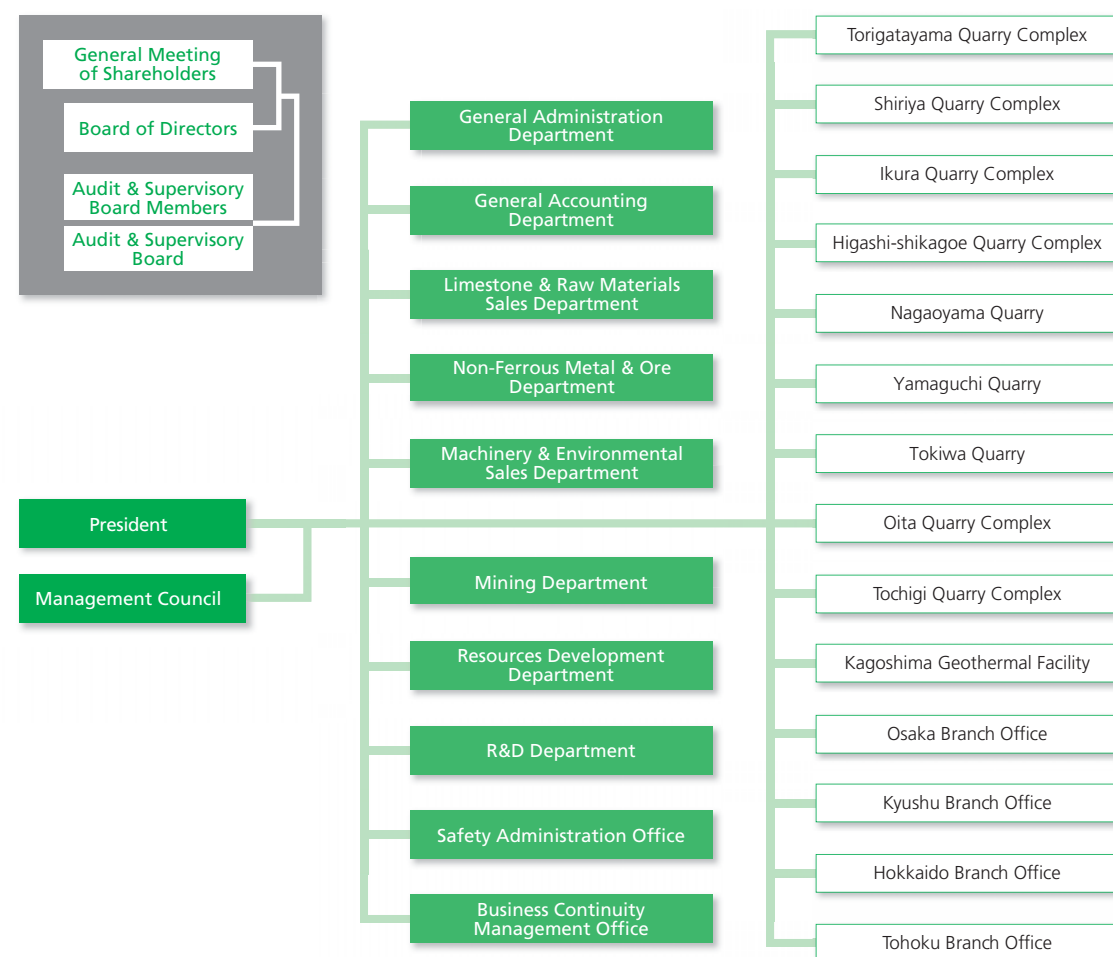 General Meeting
of Shareholders
Board of Directors
Audit & Supervisory
Board Members
Audit & Supervisory
Board
President
Management Council
General Administration
Department
General Accounting
Department
Limestone & Raw Materials
Sales Department
Non-Ferrous Metal & Ore
Department
Machinery & Environmental
Sales Department
Mining Department
Resources Development
Department
R&D Department
Safety Administration Office
Business Continuity
Management Office
Torigatayama Quarry Complex
Shiriya Quarry Complex
Ikura Quarry Complex
Higashi-shikagoe Quarry Complex
Nagaoyama Quarry
Yamaguchi Quarry
Tokiwa Quarry
Oita Quarry Complex
Tochigi Quarry Complex
Kagoshima Geothermal Facility
Osaka Branch Office
Kyushu Branch Office
Hokkaido Branch Office
Tohoku Branch Office